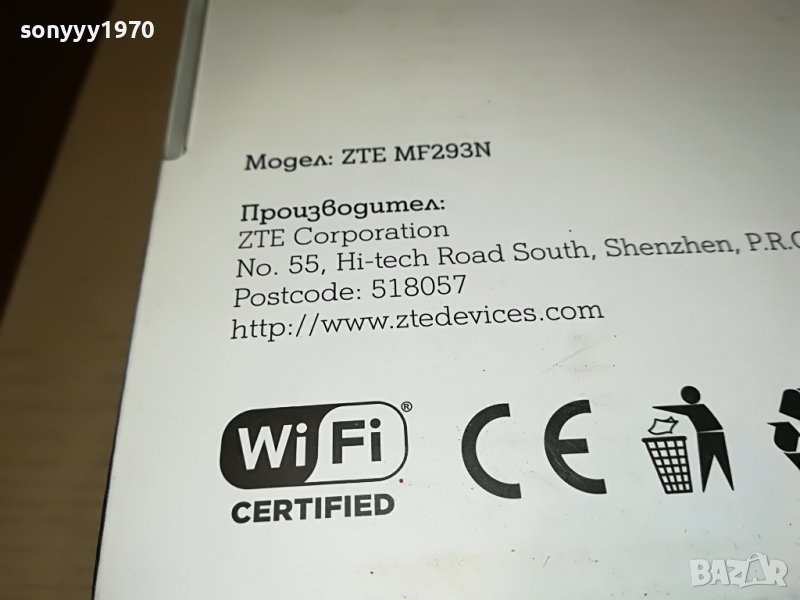 sonyyy1970
Модел: ZTE MF293N
Производител:
ZTE Corporation
No. 55, Hi-tech Road South, Shenzhen, P.R.C
Postcode: 518057
http://www.ztedevices.com
WiFi®
CERTIFIED
CE
BAZAR